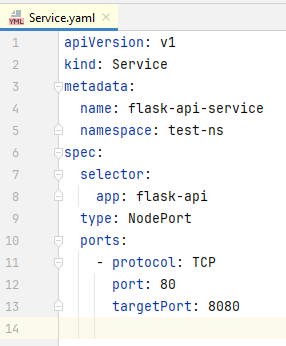 Service.yaml
1 apiVersion: v1
2 kind: Service
3 metadata:
4   name: flask-api-service
5   namespace: test-ns
6 spec:
7   selector:
8     app: flask-api
9   type: NodePort
10   ports:
11     - protocol: TCP
12       port: 80
13       targetPort: 8080
14